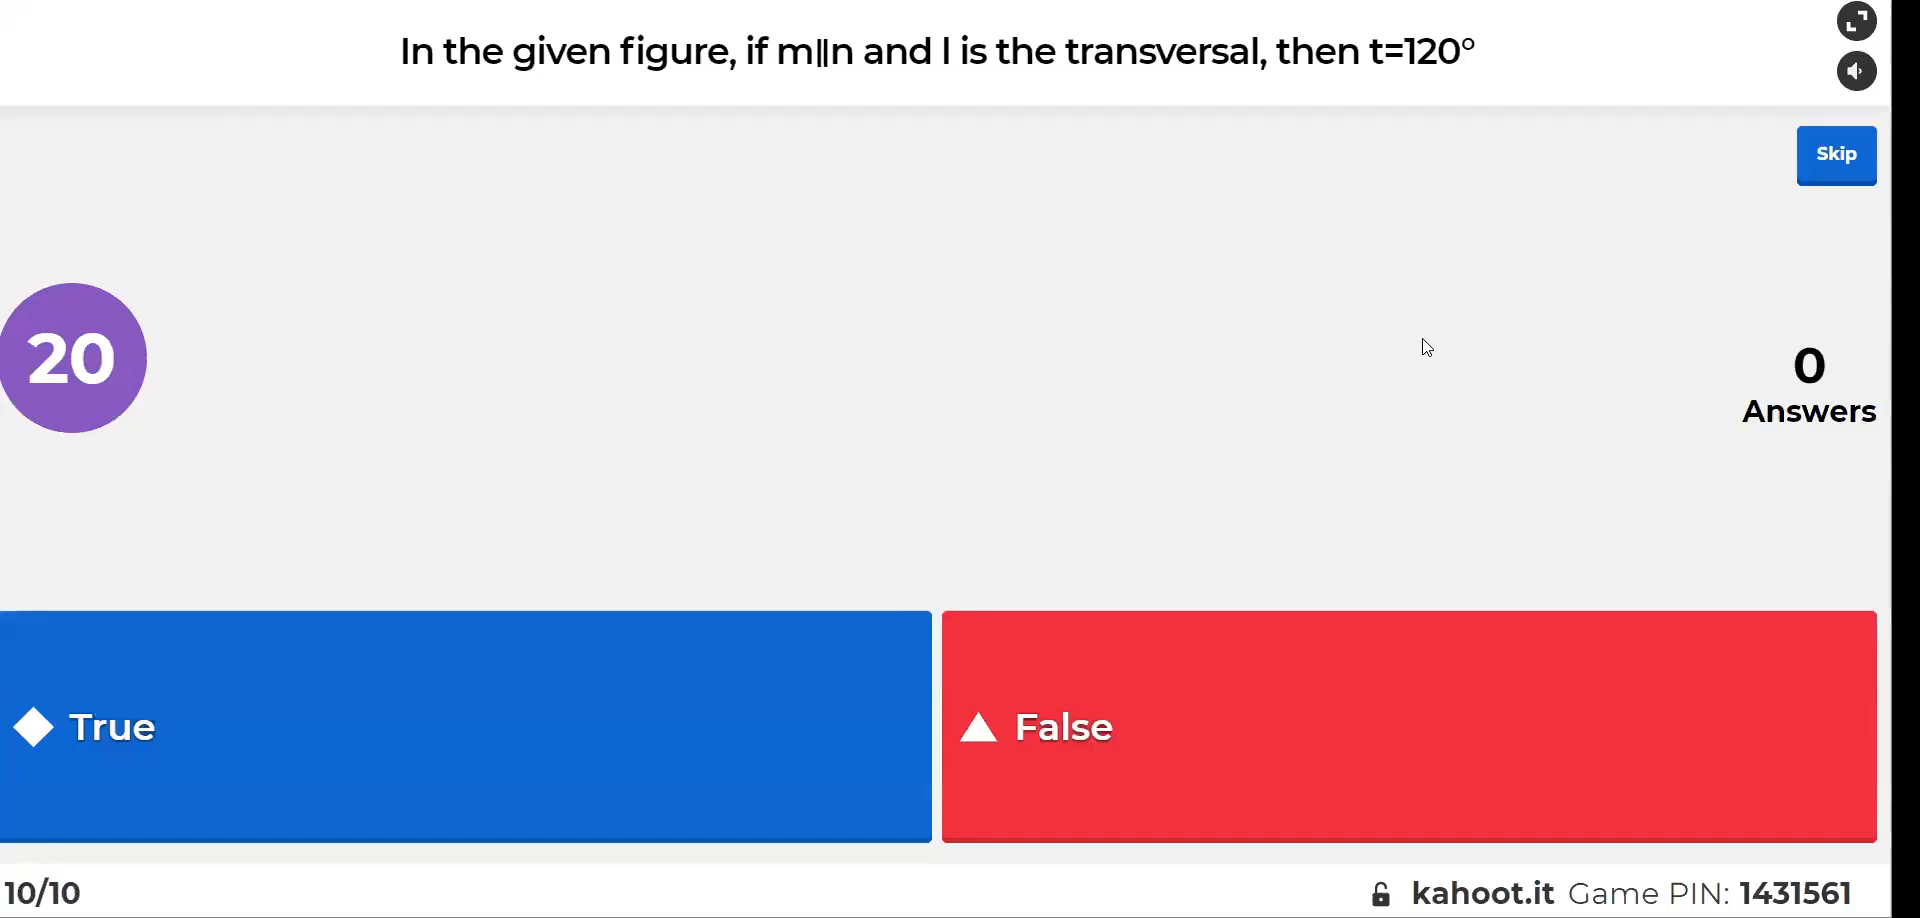 In the given figure, if m∥n and l is the transversal, then t=120°
Skip
20
0
Answers
True
False
10/10
kahoot.it Game PIN: 1431561